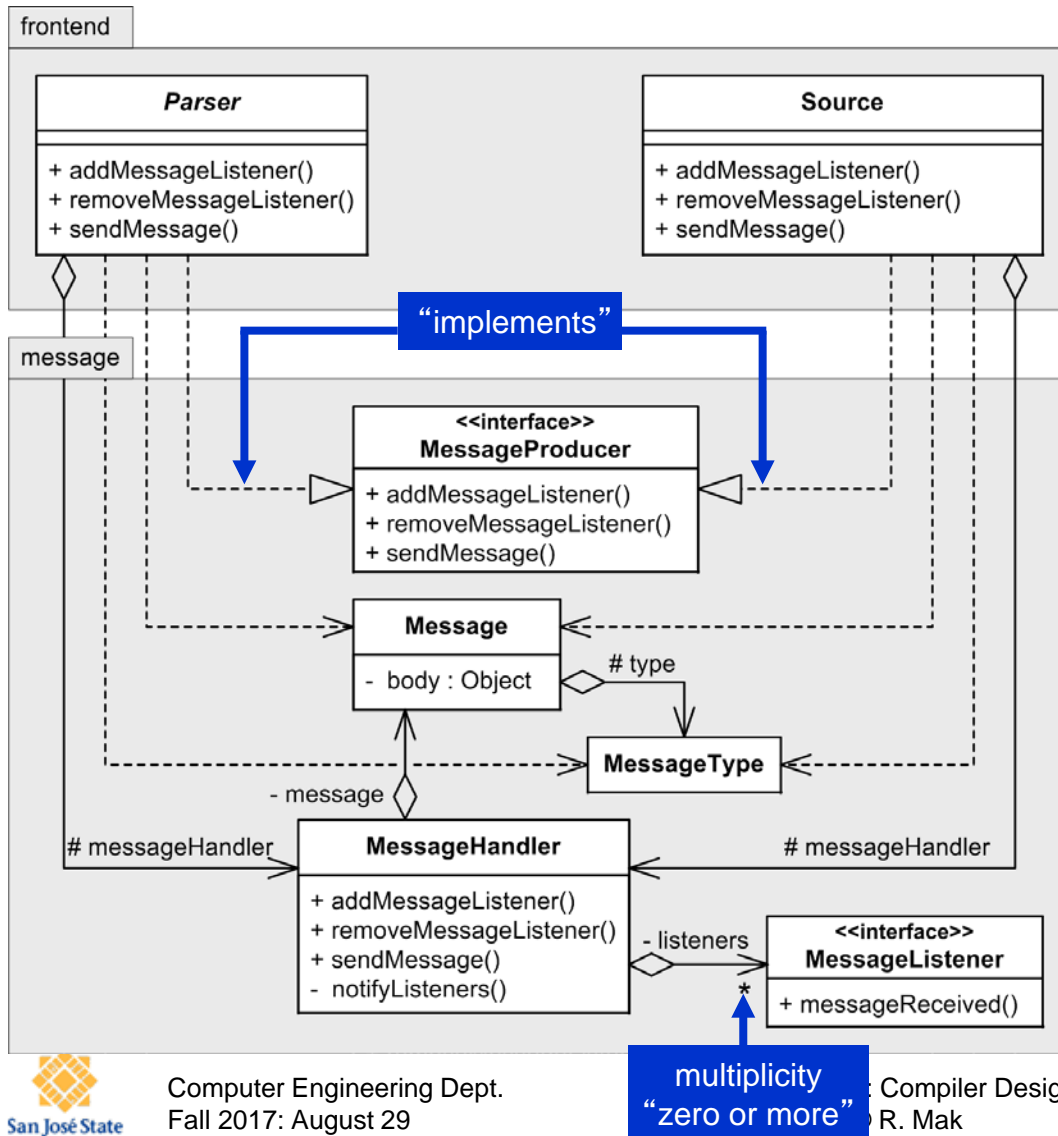 frontend
Parser
+ addMessageListener()
+ removeMessageListener()
+ sendMessage()
Source
+ addMessageListener()
+ removeMessageListener()
+ sendMessage()
“implements”
message
<<interface>>
MessageProducer
+ addMessageListener()
+ removeMessageListener()
+ sendMessage()
Message
- body : Object
# type
MessageType
- message
# messageHandler
MessageHandler
# messageHandler
+ addMessageListener()
+ removeMessageListener()
+ sendMessage()
- notifyListeners()
- listeners
*
<<interface>>
MessageListener
+ messageReceived()
multiplicity
“zero or more”
San José State
Computer Engineering Dept.
Fall 2017: August 29
: Compiler Desig
R. Mak